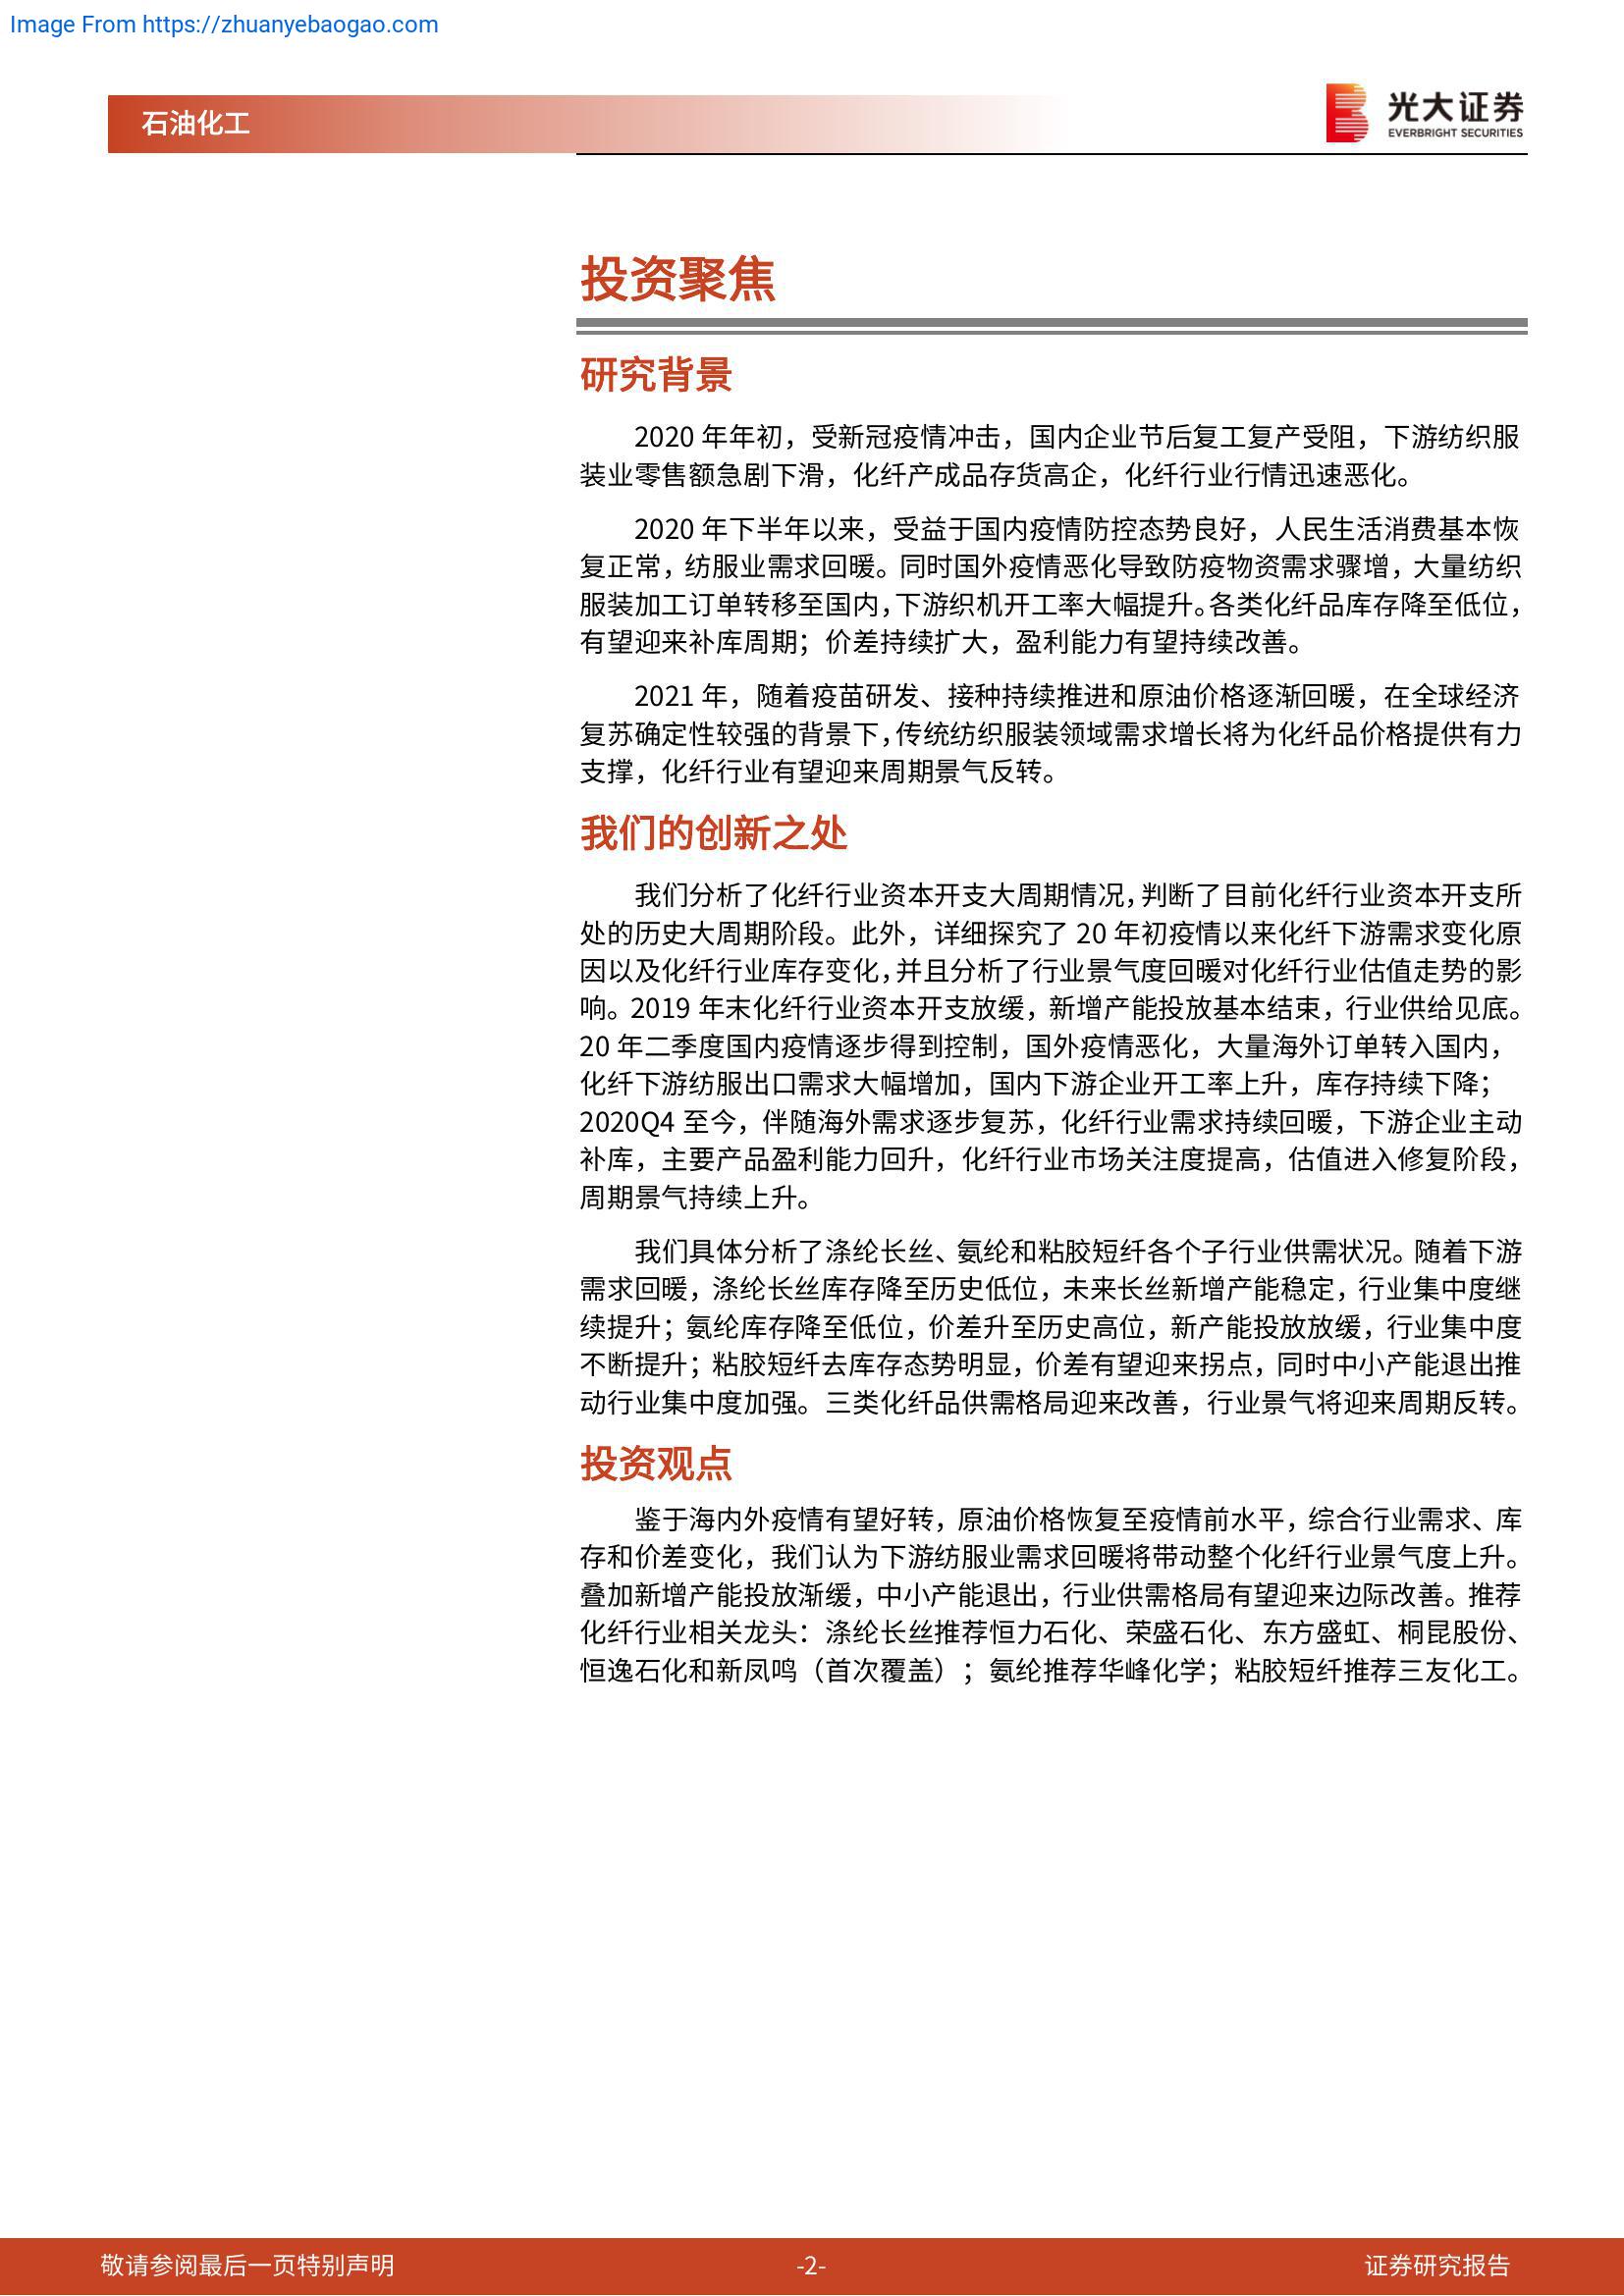 Image From https://zhuanyebaogao.com
石油化工
光大证券
EVERBRIGHT SECURITIES
投资聚焦
研究背景
2020 年年初，受新冠疫情冲击，国内企业节后复工复产受阻，下游纺织服
装业零售额急剧下滑，化纤产成品存货高企，化纤行业行情迅速恶化。
2020 年下半年以来，受益于国内疫情防控态势良好，人民生活消费基本恢
复正常，纺服业需求回暖。同时国外疫情恶化导致防疫物资需求骤增，大量纺织
服装加工订单转移至国内，下游织机开工率大幅提升。各类化纤品库存降至低位，
有望迎来补库周期；价差持续扩大，盈利能力有望持续改善。
2021 年，随着疫苗研发、接种持续推进和原油价格逐渐回暖，在全球经济
复苏确定性较强的背景下，传统纺织服装领域需求增长将为化纤品价格提供有力
支撑，化纤行业有望迎来周期景气反转。
我们的创新之处
我们分析了化纤行业资本开支大周期情况，判断了目前化纤行业资本开支所
处的历史大周期阶段。此外，详细探究了 20 年初疫情以来化纤下游需求变化原
因以及化纤行业库存变化，并且分析了行业景气度回暖对化纤行业估值走势的影
响。2019 年末化纤行业资本开支放缓，新增产能投放基本结束，行业供给见底。
20 年二季度国内疫情逐步得到控制，国外疫情恶化，大量海外订单转入国内，
化纤下游纺服出口需求大幅增加，国内下游企业开工率上升，库存持续下降；
2020Q4 至今，伴随海外需求逐步复苏，化纤行业需求持续回暖，下游企业主动
补库，主要产品盈利能力回升，化纤行业市场关注度提高，估值进入修复阶段，
周期景气持续上升。
我们具体分析了涤纶长丝、氨纶和粘胶短纤各个子行业供需状况。随着下游
需求回暖，涤纶长丝库存降至历史低位，未来长丝新增产能稳定，行业集中度继
续提升；氨纶库存降至低位，价差升至历史高位，新产能投放放缓，行业集中度
不断提升；粘胶短纤去库存态势明显，价差有望迎来拐点，同时中小产能退出推
动行业集中度加强。三类化纤品供需格局迎来改善，行业景气将迎来周期反转。
投资观点
鉴于海内外疫情有望好转，原油价格恢复至疫情前水平，综合行业需求、库
存和价差变化，我们认为下游纺服业需求回暖将带动整个化纤行业景气度上升。
叠加新增产能投放渐缓，中小产能退出，行业供需格局有望迎来边际改善。推荐
化纤行业相关龙头：涤纶长丝推荐恒力石化、荣盛石化、东方盛虹、桐昆股份、
恒逸石化和新凤鸣（首次覆盖）；氨纶推荐华峰化学；粘胶短纤推荐三友化工。
敬请参阅最后一页特别声明
-2-
证券研究报告